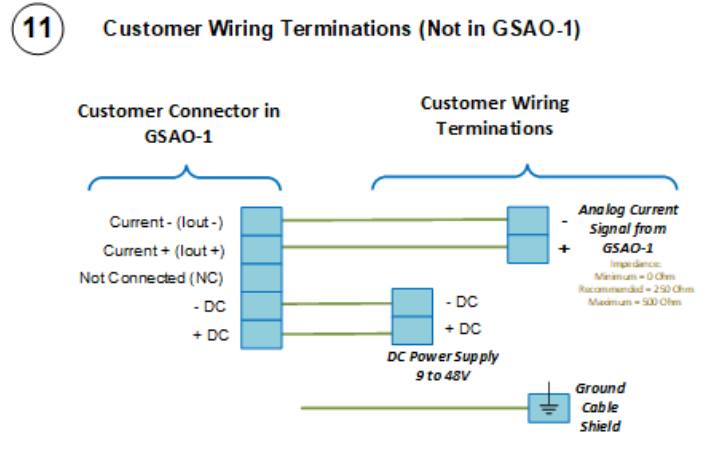 11
Customer Wiring Terminations (Not in GSAO-1)
Customer Connector in
GSAO-1
Customer Wiring
Terminations
Current - (Iout -)
Current + (Iout +)
Not Connected (NC)
- DC
+ DC
-
+
Analog Current
Signal from
GSAO-1
Impedance:
Minimum = 0 Ohm
Recommended = 250 Ohm
Maximum = 500 Ohm
- DC
+ DC
DC Power Supply
9 to 48V
Ground
Cable
Shield